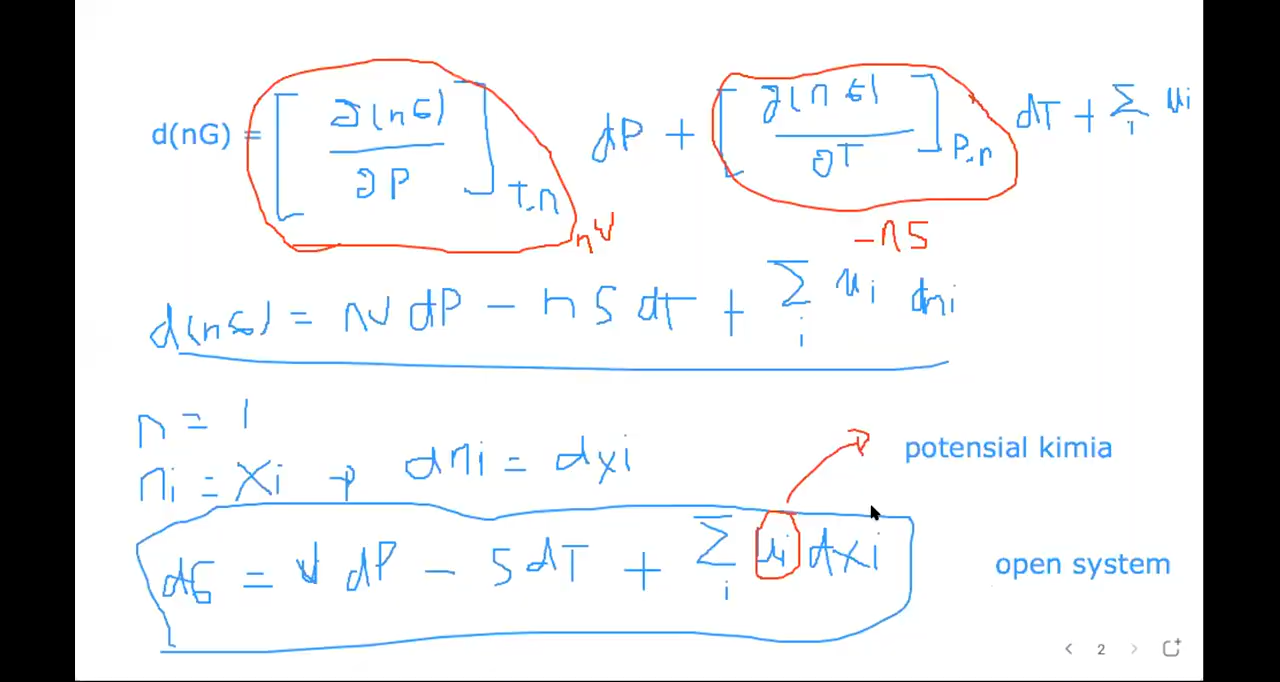 d(nG) = [∂(nG)/∂P]T,n dP + [∂(nG)/∂T]P,n dT + Σi μi
nV
-nS
d(nG) = nV dP - nS dT + Σi μi dni
n = 1
ni = xi → dni = dxi
potensial kimia
dG = V dP - S dT + Σi μi dxi
open system
2